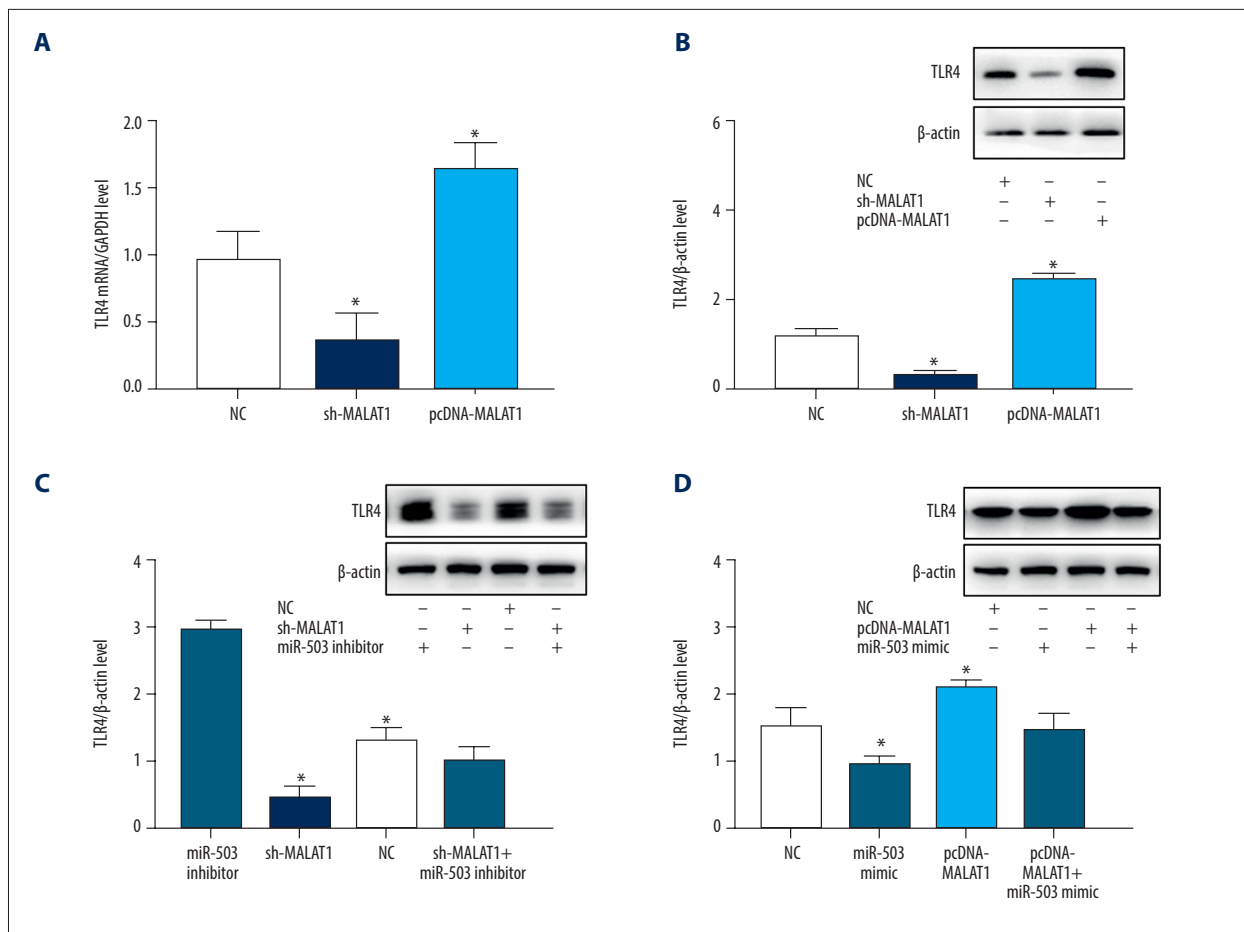 A
TLR4 mRNA/GAPDH level
2.0
*
1.5
1.0
*
0.5
0.0
NC sh-MALAT1 pcDNA-MALAT1
B
TLR4
β-actin
NC + – –
sh-MALAT1 – + –
pcDNA-MALAT1 – – +
TLR4/β-actin level
6
4
2
*
*
0
NC sh-MALAT1 pcDNA-MALAT1
C
TLR4
β-actin
NC – – + –
sh-MALAT1 – + – +
miR-503 inhibitor + – – +
TLR4/β-actin level
4
3
2
*
1
*
0
miR-503 sh-MALAT1 NC sh-MALAT1+
inhibitor miR-503 inhibitor
D
TLR4
β-actin
NC + – – –
pcDNA-MALAT1 – – + +
miR-503 mimic – + – +
TLR4/β-actin level
4
3
*
2
*
1
0
NC miR-503 pcDNA- pcDNA-
mimic MALAT1 MALAT1+
miR-503 mimic